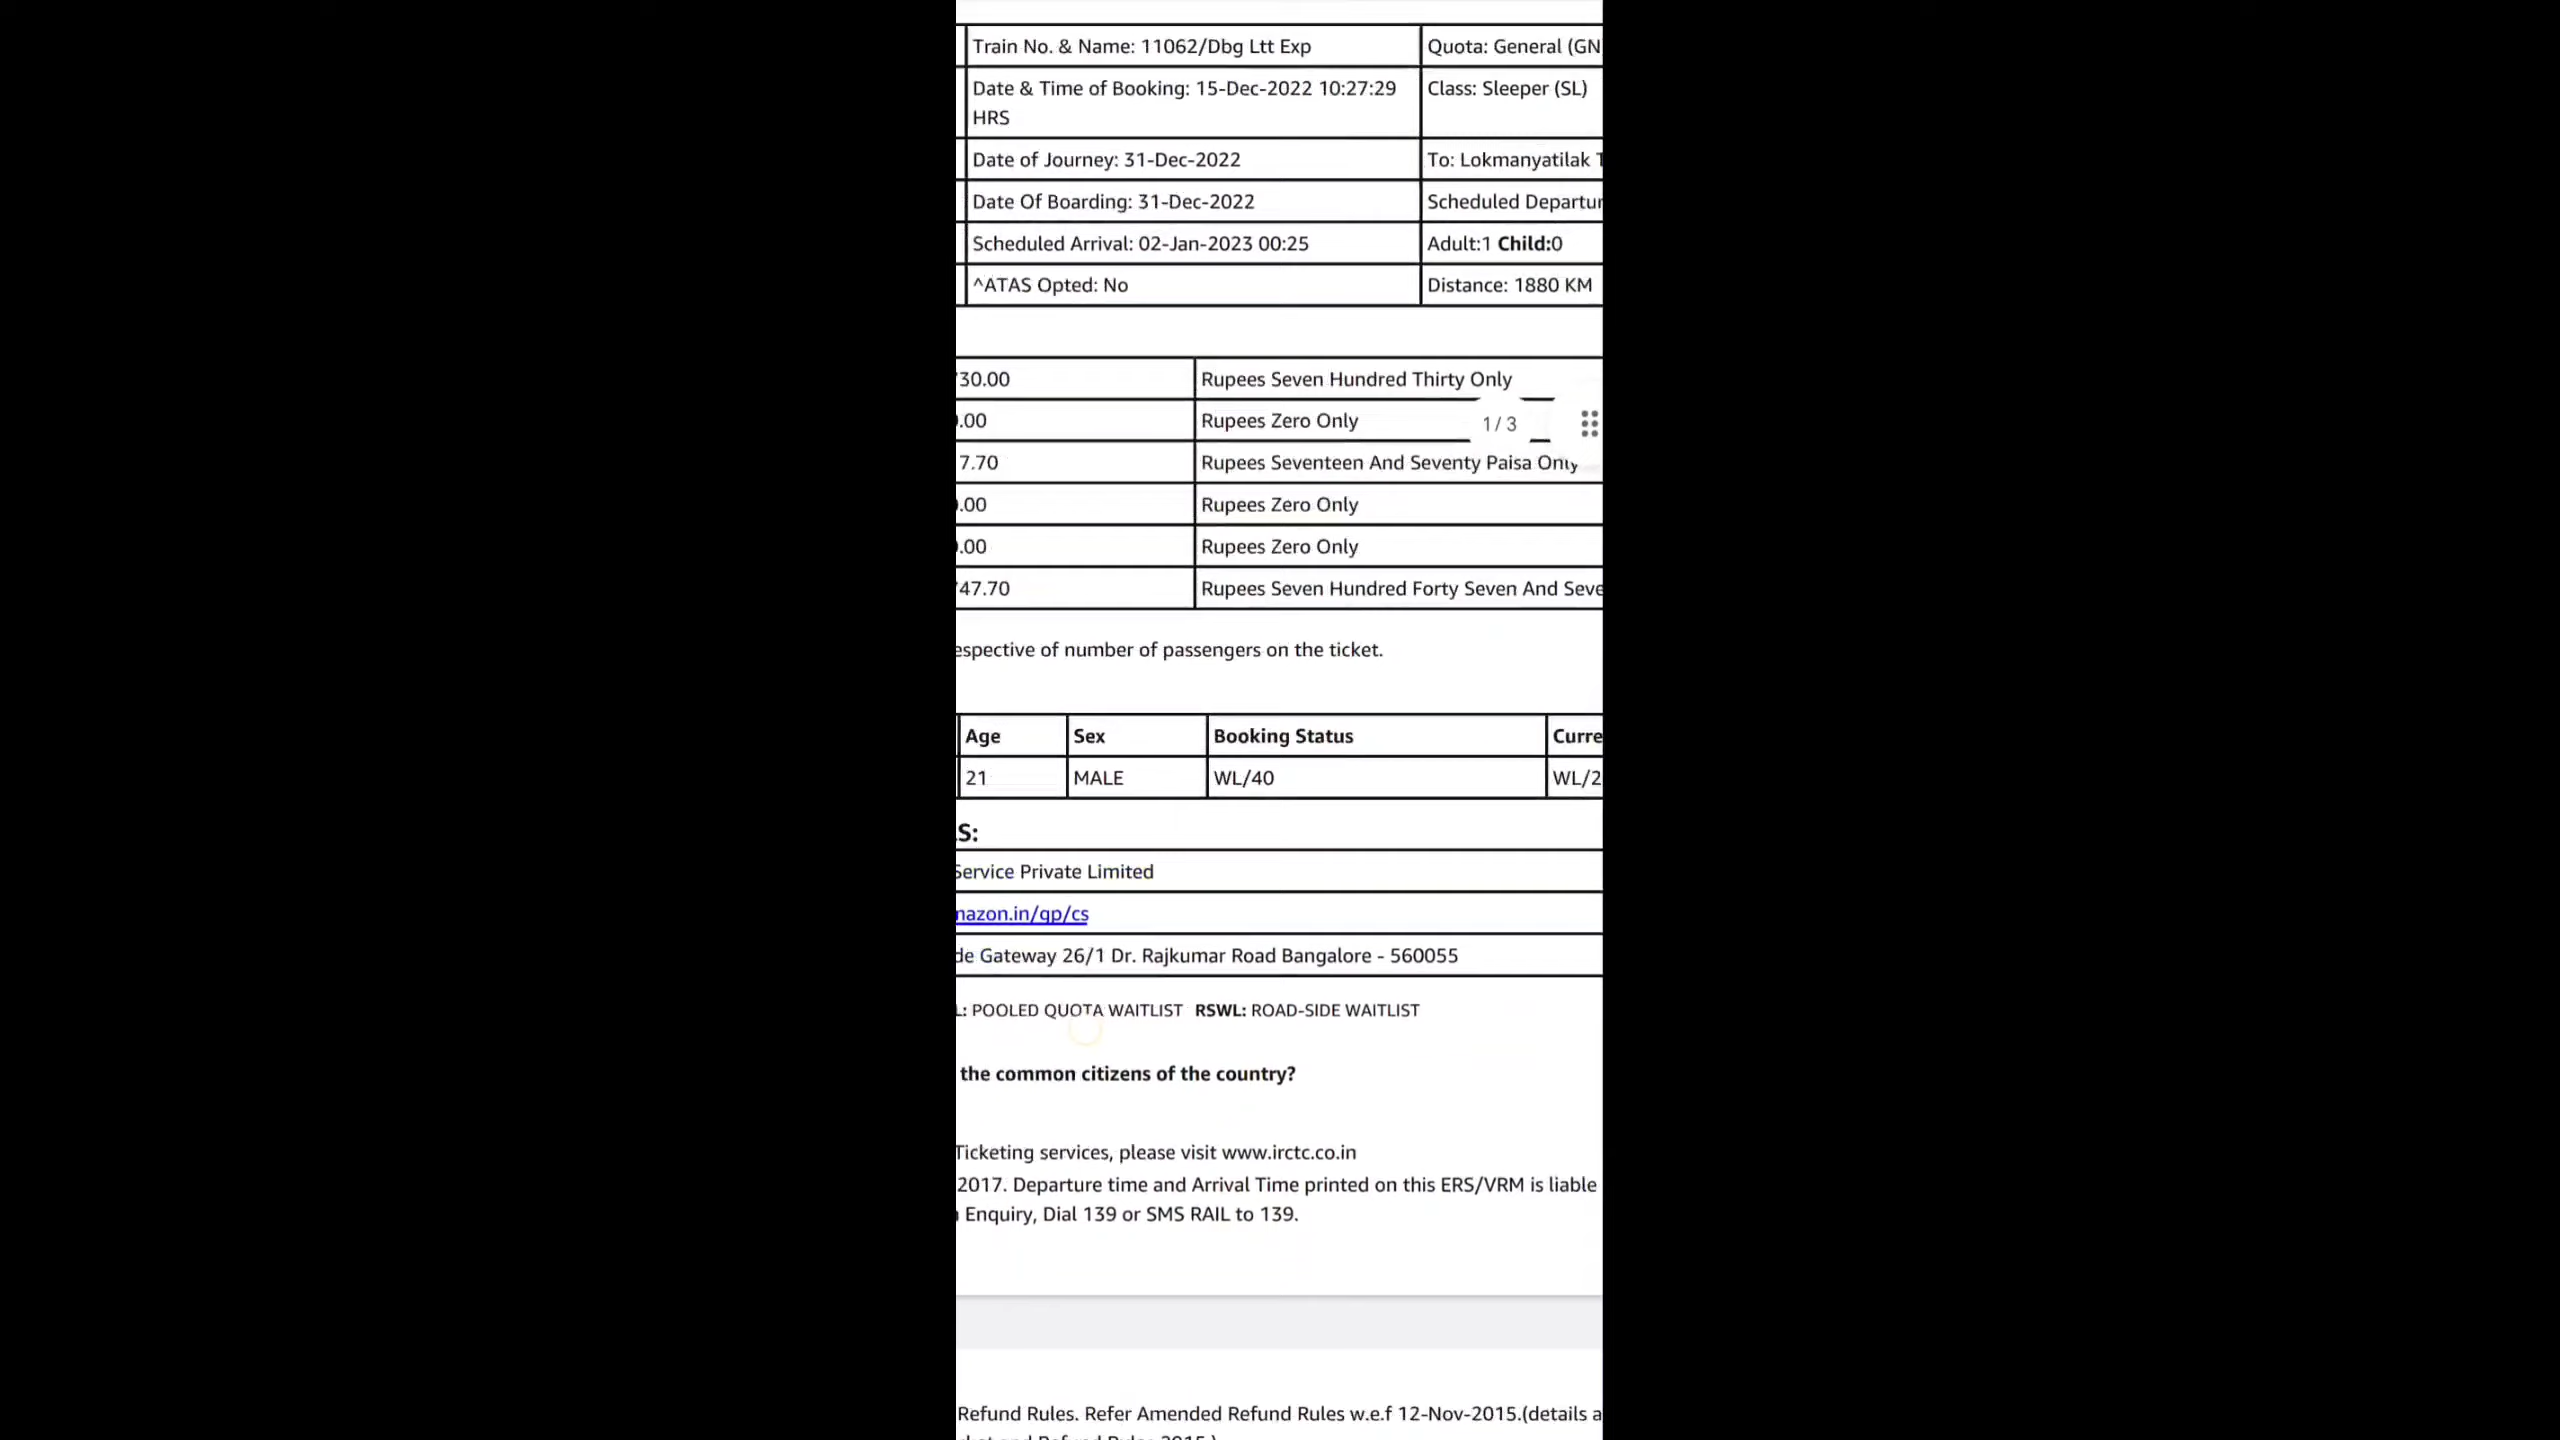 Train No. & Name: 11062/Dbg Ltt Exp Quota: General (GN
Date & Time of Booking: 15-Dec-2022 10:27:29 Class: Sleeper (SL)
HRS
Date of Journey: 31-Dec-2022 To: Lokmanyatilak T
Date Of Boarding: 31-Dec-2022 Scheduled Departur
Scheduled Arrival: 02-Jan-2023 00:25 Adult:1 Child:0
^ATAS Opted: No Distance: 1880 KM
30.00 Rupees Seven Hundred Thirty Only
.00 Rupees Zero Only 1/3
7.70 Rupees Seventeen And Seventy Paisa Only
.00 Rupees Zero Only
.00 Rupees Zero Only
47.70 Rupees Seven Hundred Forty Seven And Seve
espective of number of passengers on the ticket.
Age Sex Booking Status Curre
21 MALE WL/40 WL/2
S:
Service Private Limited
mazon.in/gp/cs
de Gateway 26/1 Dr. Rajkumar Road Bangalore - 560055
L: POOLED QUOTA WAITLIST RSWL: ROAD-SIDE WAITLIST
the common citizens of the country?
Ticketing services, please visit www.irctc.co.in
2017. Departure time and Arrival Time printed on this ERS/VRM is liable
Enquiry, Dial 139 or SMS RAIL to 139.
Refund Rules. Refer Amended Refund Rules w.e.f 12-Nov-2015.(details a